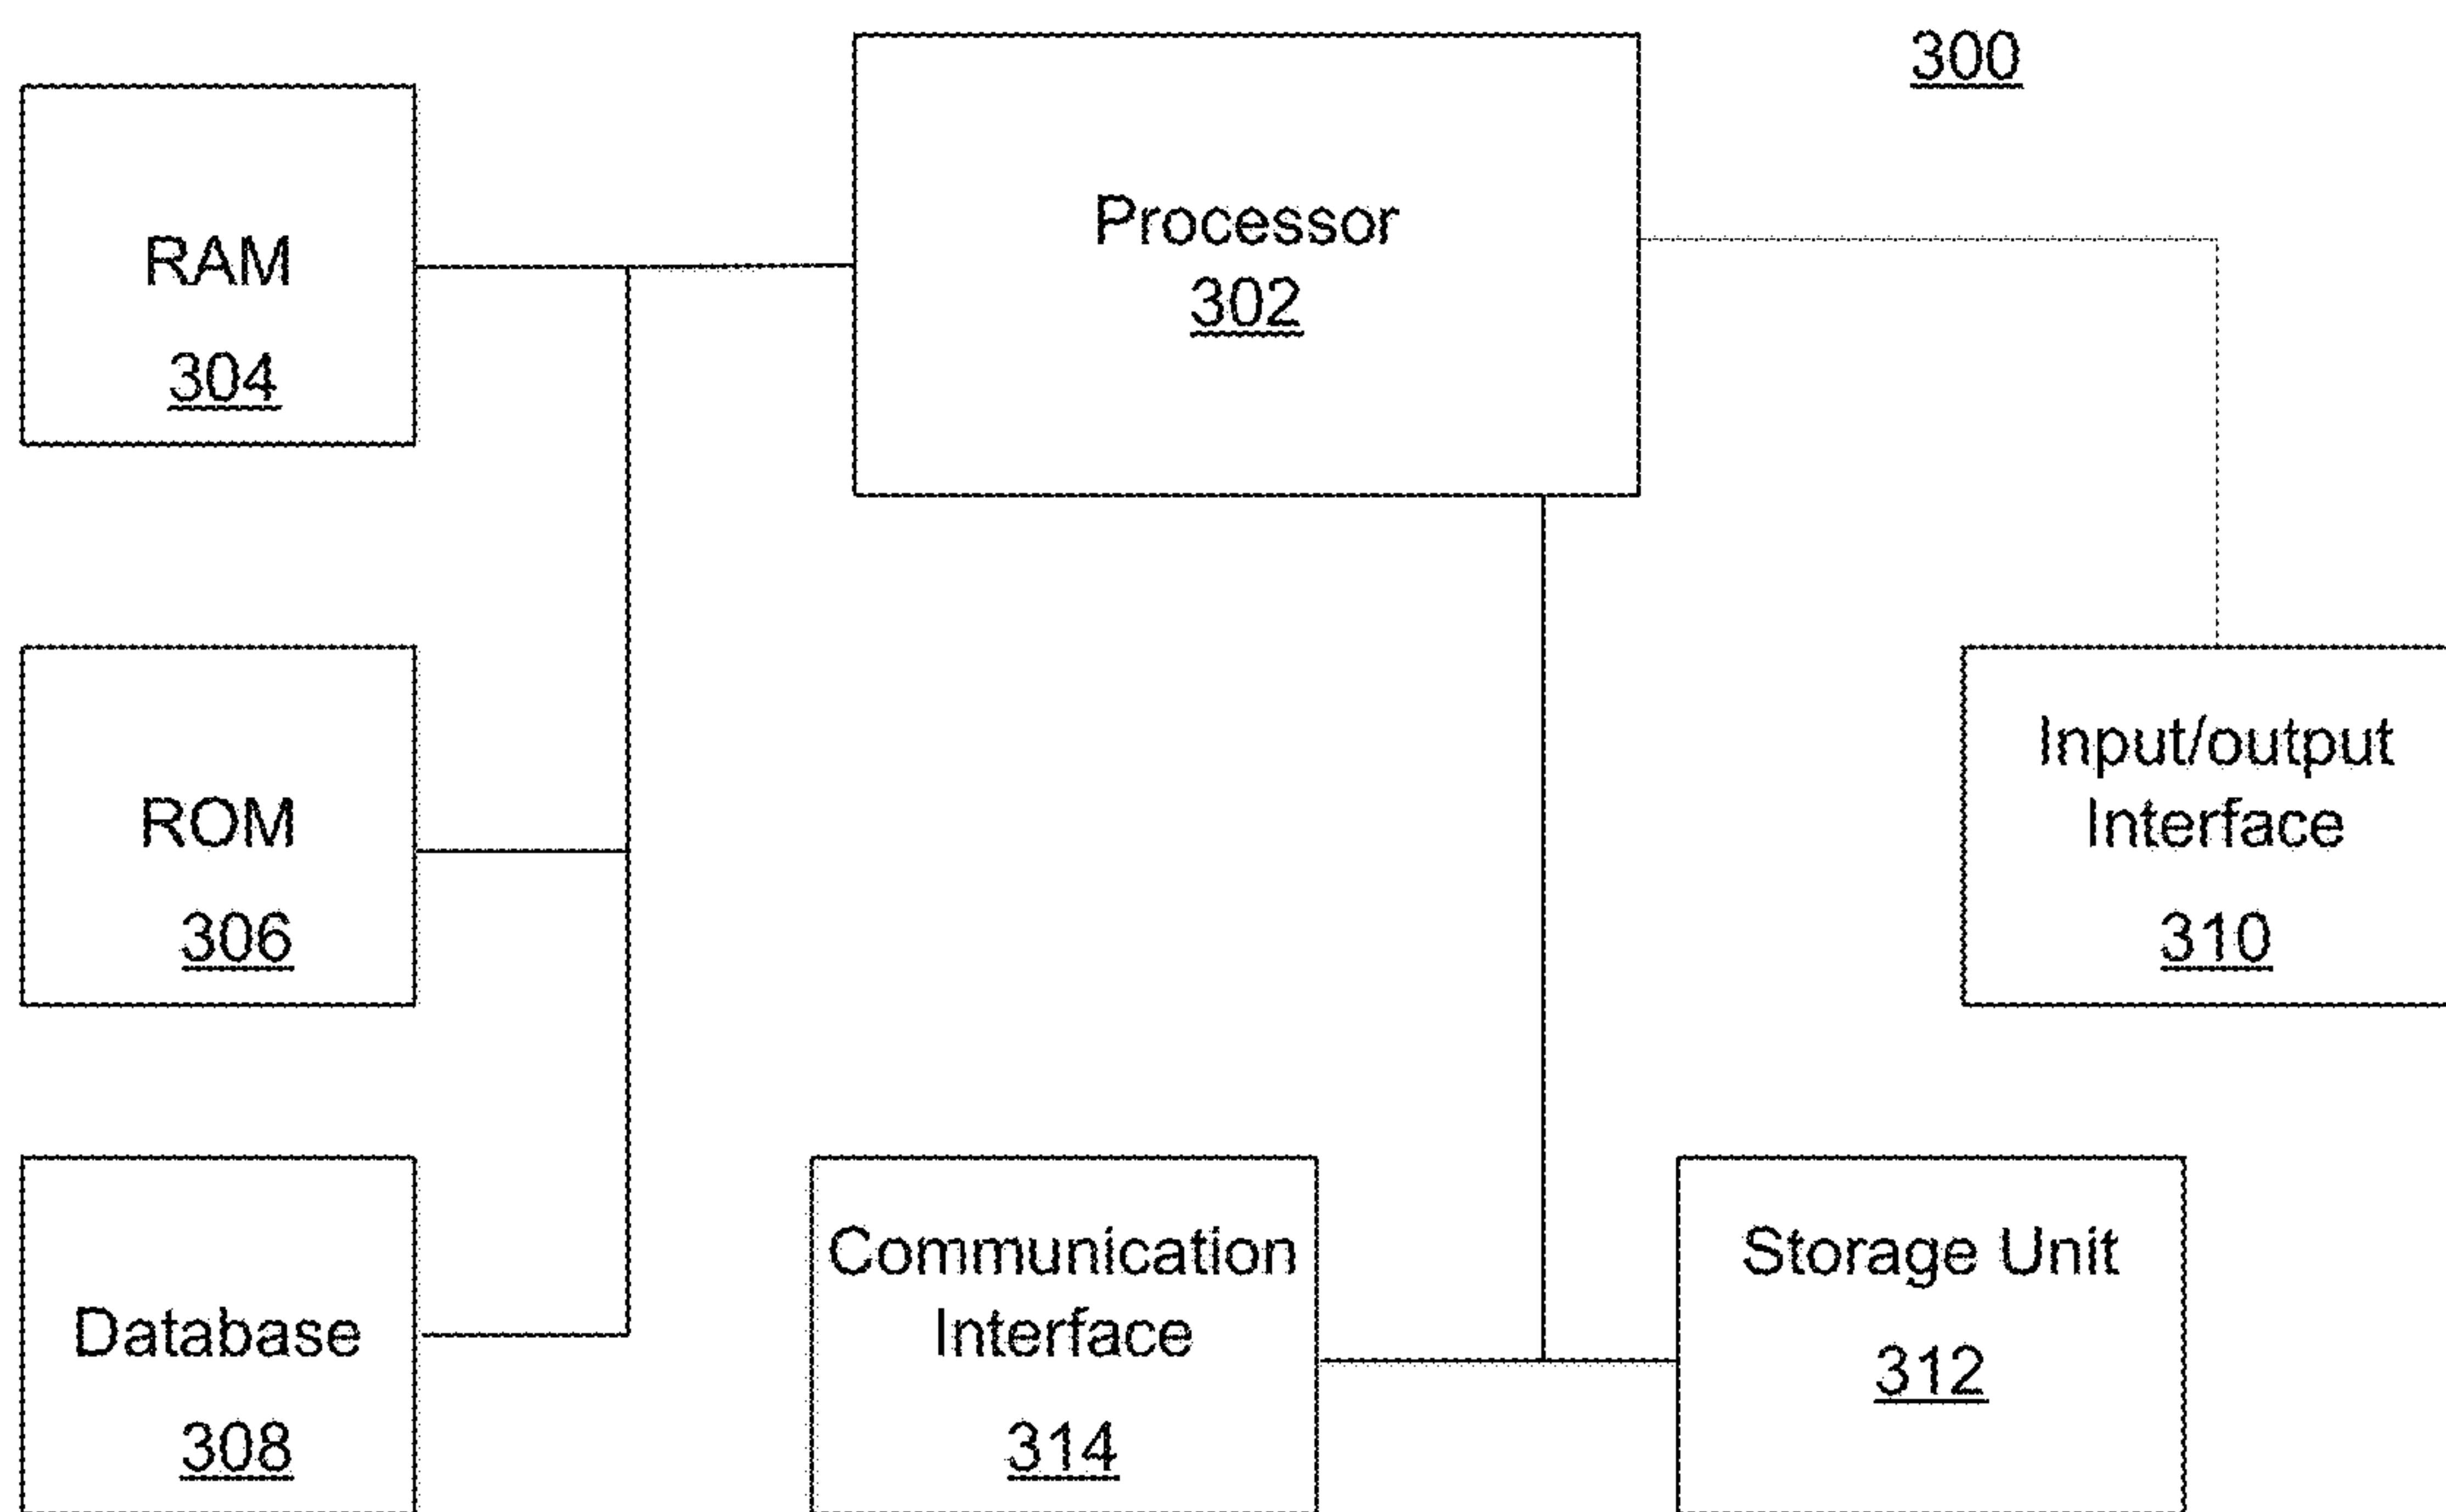 300
Processor
302
RAM
304
ROM
306
Input/output
Interface
310
Database
308
Communication
Interface
314
Storage Unit
312